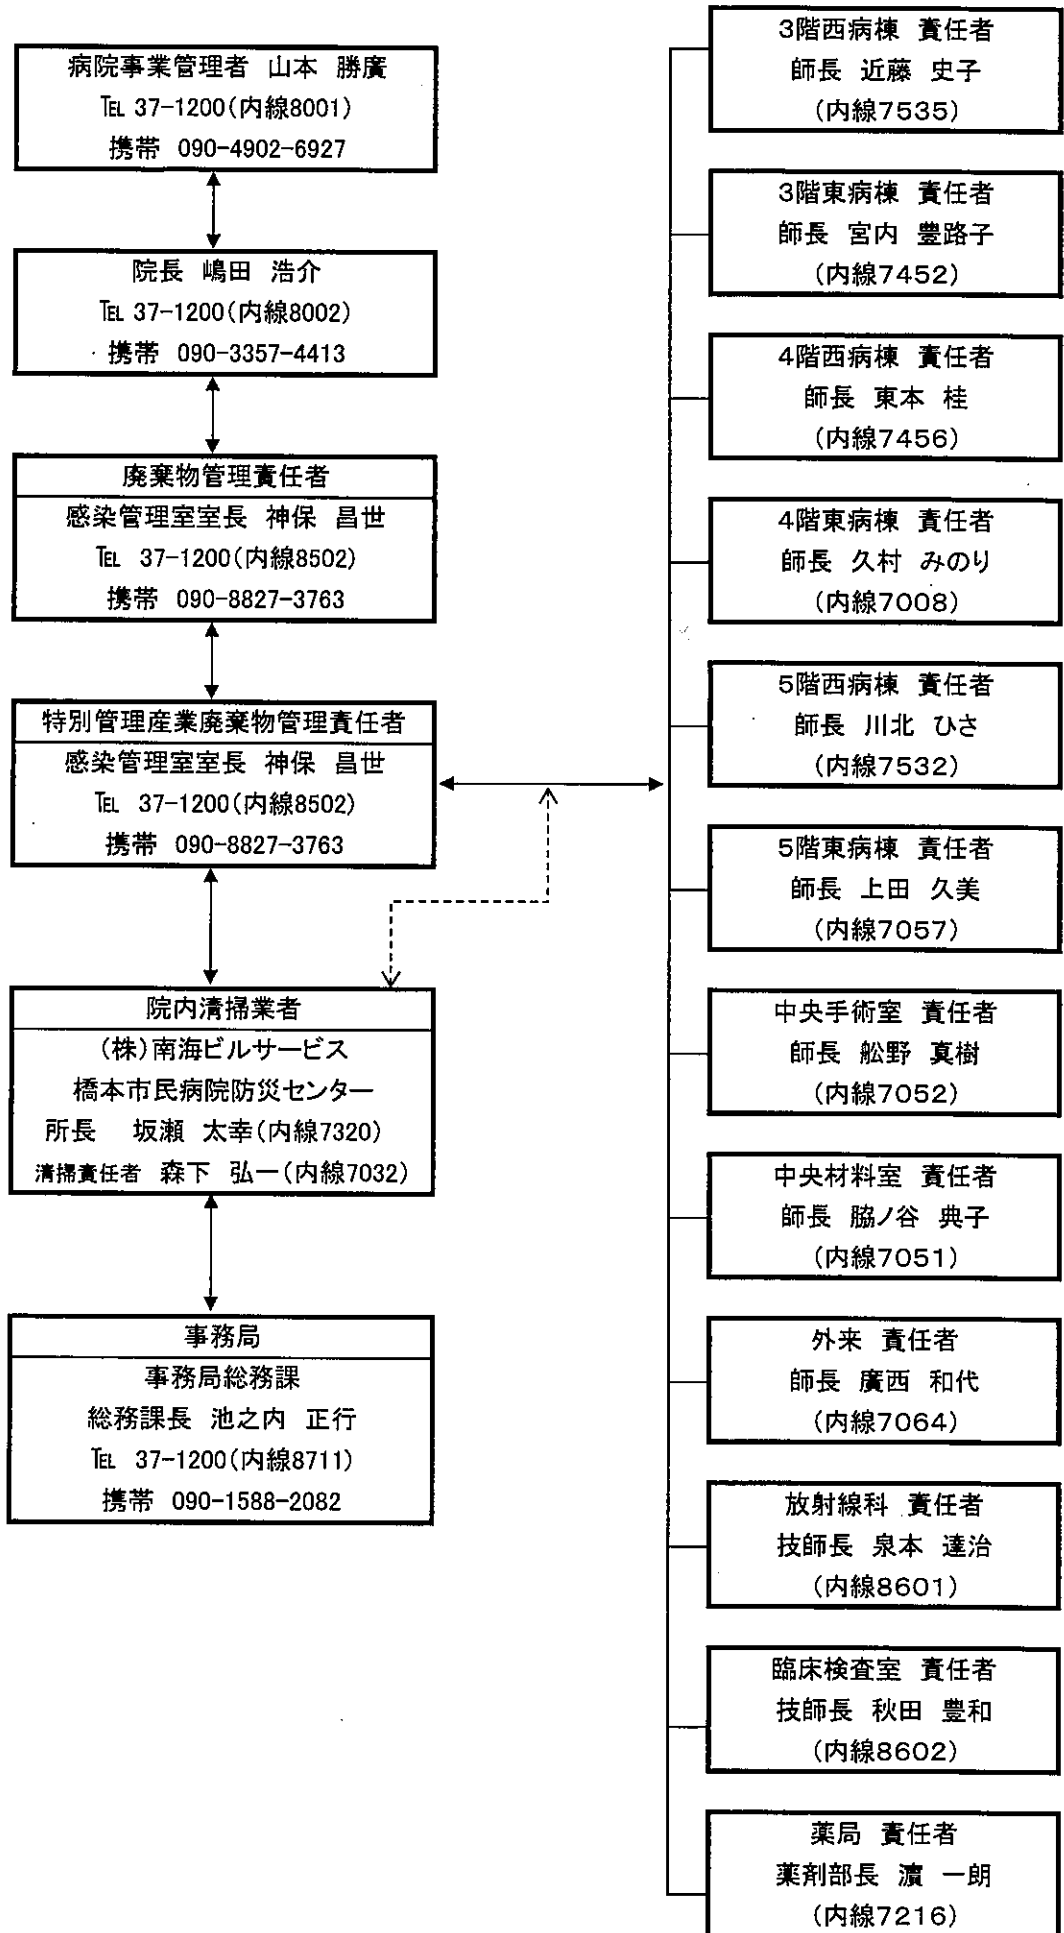 病院事業管理者 山本 勝廣
℡ 37-1200(内線8001)
携帯 090-4902-6927
院長 嶋田 浩介
℡ 37-1200(内線8002)
携帯 090-3357-4413
廃棄物管理責任者
感染管理室室長 神保 昌世
℡ 37-1200(内線8502)
携帯 090-8827-3763
特別管理産業廃棄物管理責任者
感染管理室室長 神保 昌世
℡ 37-1200(内線8502)
携帯 090-8827-3763
院内清掃業者
(株)南海ビルサービス
橋本市民病院防災センター
所長 坂瀬 太幸(内線7320)
清掃責任者 森下 弘一(内線7032)
事務局
事務局総務課
総務課長 池之内 正行
℡ 37-1200(内線8711)
携帯 090-1588-2082
3階西病棟 責任者
師長 近藤 史子
(内線7535)
3階東病棟 責任者
師長 宮内 豊路子
(内線7452)
4階西病棟 責任者
師長 東本 桂
(内線7456)
4階東病棟 責任者
師長 久村 みのり
(内線7008)
5階西病棟 責任者
師長 川北 ひさ
(内線7532)
5階東病棟 責任者
師長 上田 久美
(内線7057)
中央手術室 責任者
師長 舩野 真樹
(内線7052)
中央材料室 責任者
師長 脇ノ谷 典子
(内線7051)
外来 責任者
師長 廣西 和代
(内線7064)
放射線科 責任者
技師長 泉本 達治
(内線8601)
臨床検査室 責任者
技師長 秋田 豊和
(内線8602)
薬局 責任者
薬剤部長 一朗
(内線7216)